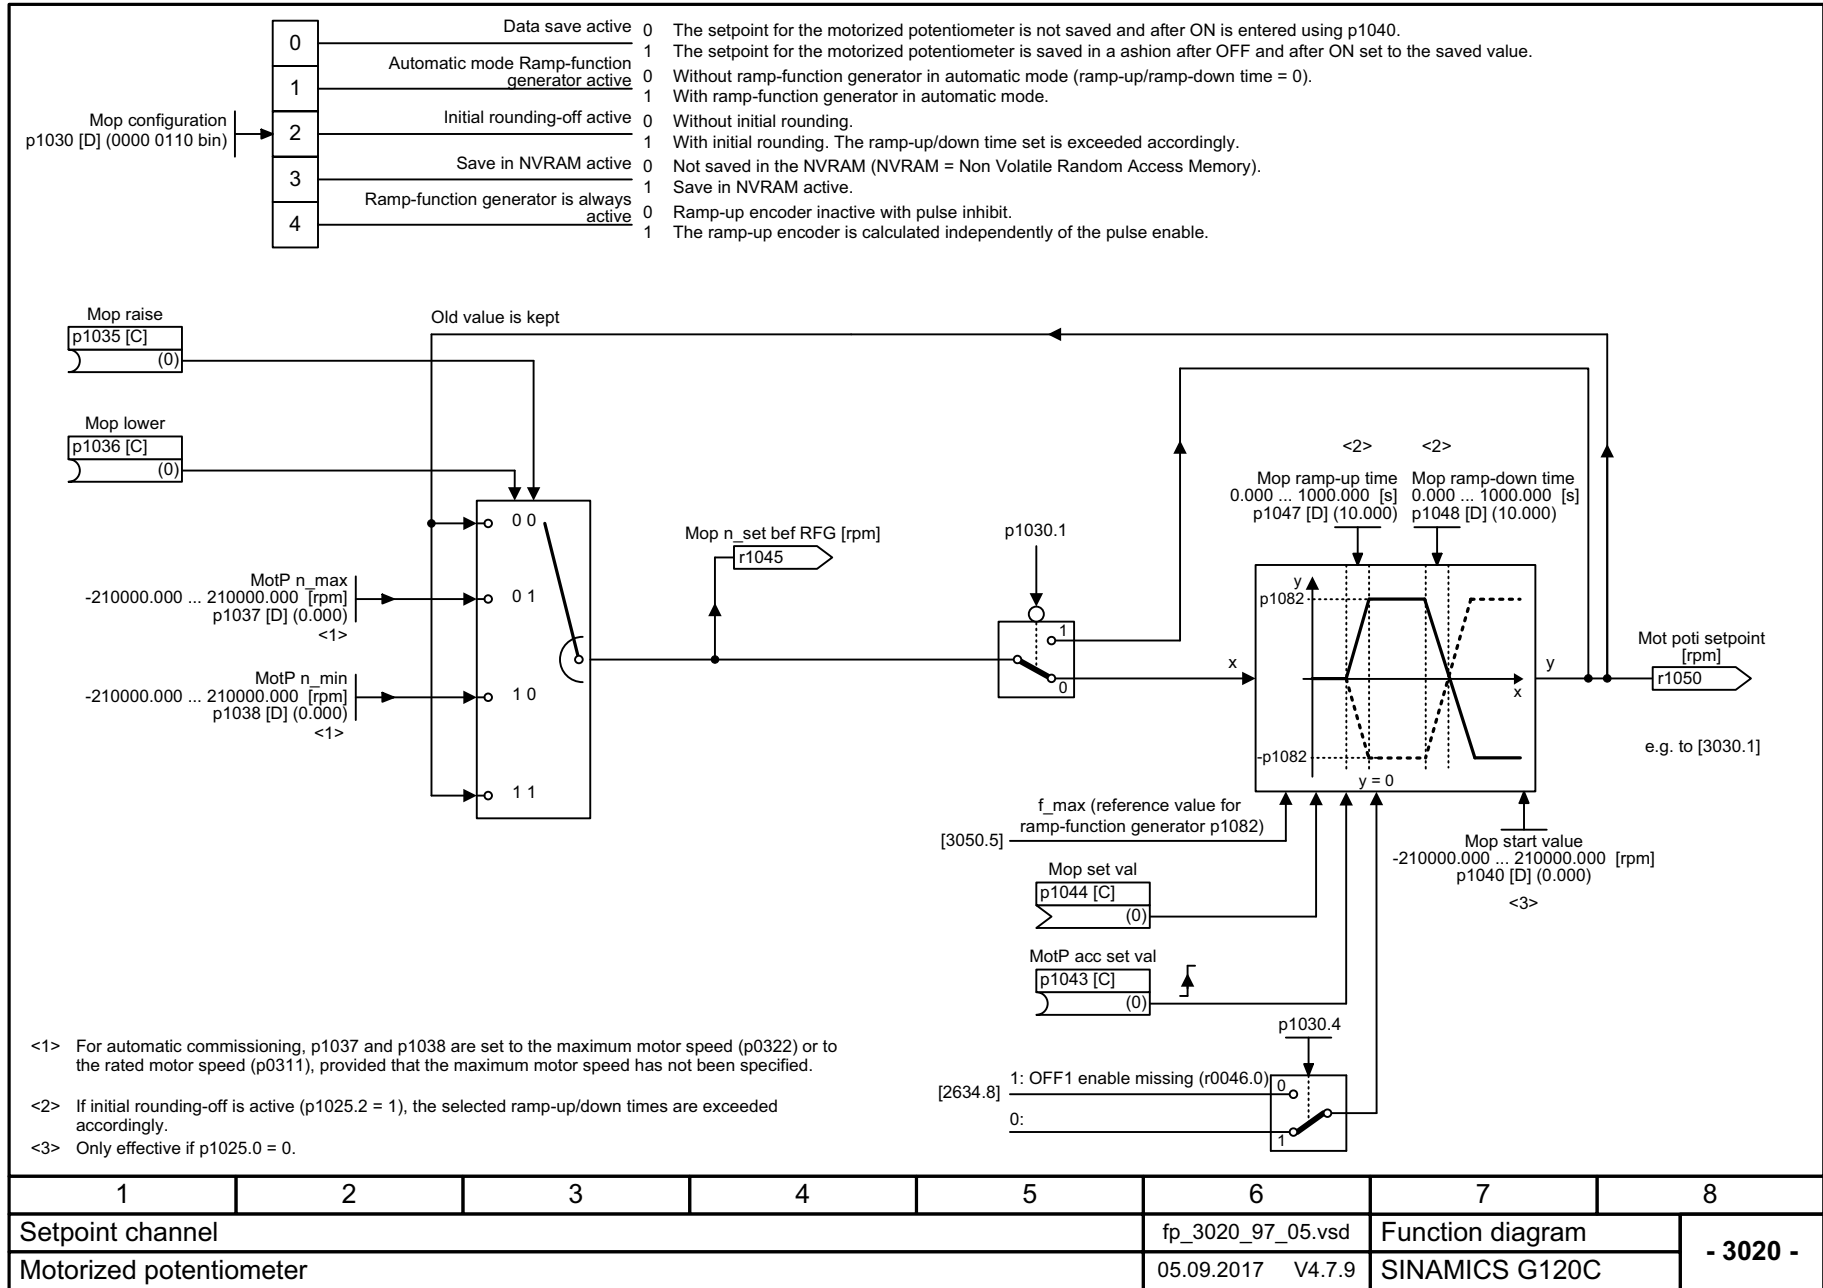 Data save active 0 The setpoint for the motorized potentiometer is not saved and after ON is entered using p1040.
0
1 The setpoint for the motorized potentiometer is saved in a ashion after OFF and after ON set to the saved value.
Automatic mode Ramp-function
generator active 0 Without ramp-function generator in automatic mode (ramp-up/ramp-down time = 0).
1
1 With ramp-function generator in automatic mode.
Mop configuration
p1030 [D] (0000 0110 bin)
Initial rounding-off active 0 Without initial rounding.
2
1 With initial rounding. The ramp-up/down time set is exceeded accordingly.
Save in NVRAM active 0 Not saved in the NVRAM (NVRAM = Non Volatile Random Access Memory).
3
1 Save in NVRAM active.
Ramp-function generator is always
active 0 Ramp-up encoder inactive with pulse inhibit.
4
1 The ramp-up encoder is calculated independently of the pulse enable.
Mop raise
p1035 [C]
(0)
Old value is kept
Mop lower
p1036 [C]
(0)
0 0
MotP n_max
-210000.000 ... 210000.000 [rpm]
p1037 [D] (0.000)
<1>
0 1
MotP n_min
-210000.000 ... 210000.000 [rpm]
p1038 [D] (0.000)
<1>
1 0
1 1
Mop n_set bef RFG [rpm]
r1045
p1030.1
1
0
<2>
Mop ramp-up time
0.000 ... 1000.000 [s]
p1047 [D] (10.000)
<2>
Mop ramp-down time
0.000 ... 1000.000 [s]
p1048 [D] (10.000)
x
y
p1082
x
-p1082
y = 0
y
Mot poti setpoint
[rpm]
r1050
e.g. to [3030.1]
f_max (reference value for
ramp-function generator p1082)
[3050.5]
Mop set val
p1044 [C]
(0)
MotP acc set val
p1043 [C]
(0)
Mop start value
-210000.000 ... 210000.000 [rpm]
p1040 [D] (0.000)
<3>
p1030.4
[2634.8]
1: OFF1 enable missing (r0046.0)
0
0:
1
<1> For automatic commissioning, p1037 and p1038 are set to the maximum motor speed (p0322) or to
the rated motor speed (p0311), provided that the maximum motor speed has not been specified.
<2> If initial rounding-off is active (p1025.2 = 1), the selected ramp-up/down times are exceeded
accordingly.
<3> Only effective if p1025.0 = 0.
1 2 3 4 5 6 7 8
Setpoint channel fp_3020_97_05.vsd Function diagram
- 3020 -
Motorized potentiometer 05.09.2017 V4.7.9 SINAMICS G120C